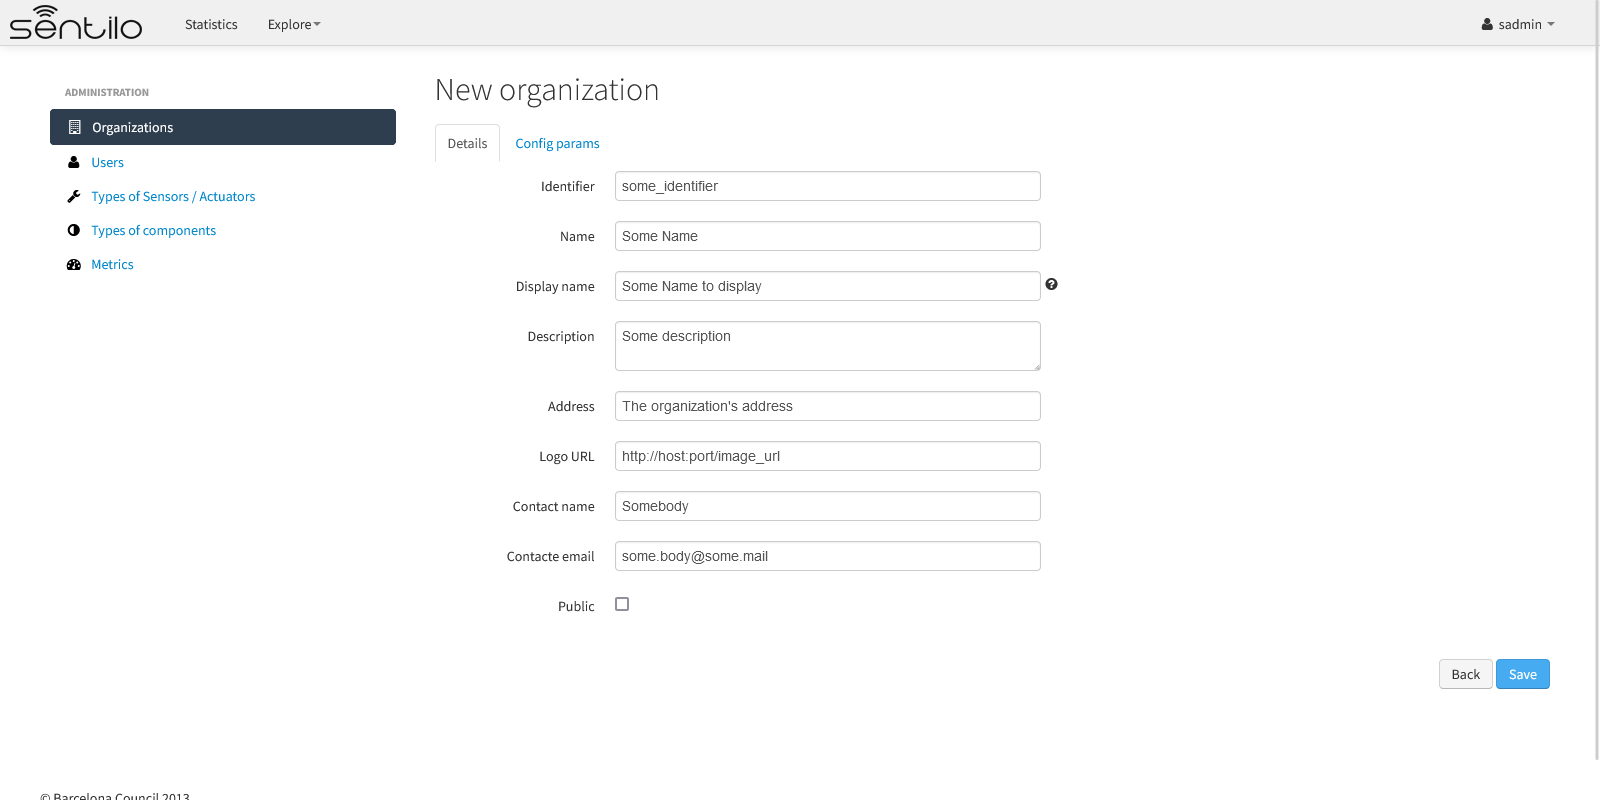 sentilo
Statistics
Explore
sadmin
ADMINISTRATION
Organizations
Users
Types of Sensors / Actuators
Types of components
Metrics
New organization
Details
Config params
Identifier
some_identifier
Name
Some Name
Display name
Some Name to display
?
Description
Some description
Address
The organization's address
Logo URL
http://host:port/image_url
Contact name
Somebody
Contacte email
some.body@some.mail
Public
Back
Save
© Barcelona Council 2013